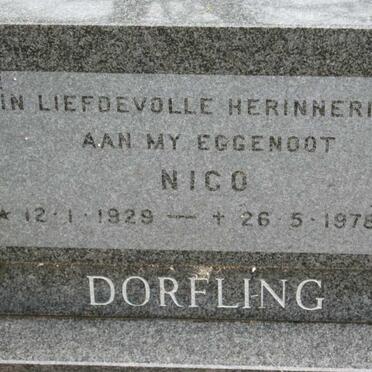 IN LIEFDEVOLLE HERINNERI
AAN MY EGGENOOT
NICO
* 12·1·1929 — + 26·5·1978
DORFLING